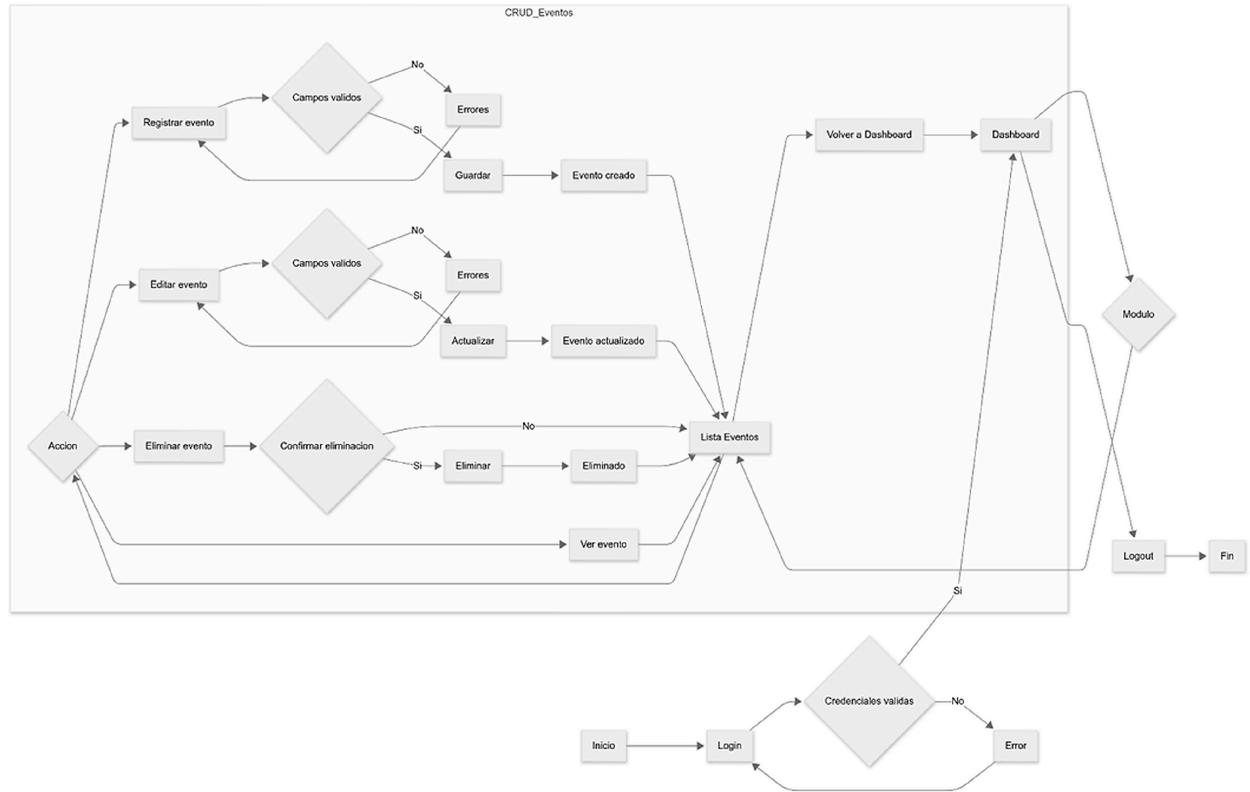 CRUD_Eventos
No
Campos validos
Errores
Registrar evento
Si
Volver a Dashboard
Dashboard
Guardar
Evento creado
No
Campos validos
Errores
Editar evento
Si
Modulo
Actualizar
Evento actualizado
No
Lista Eventos
Accion
Eliminar evento
Confirmar eliminacion
Si
Eliminar
Eliminado
Ver evento
Logout
Fin
Si
Credenciales validas
No
Inicio
Login
Error